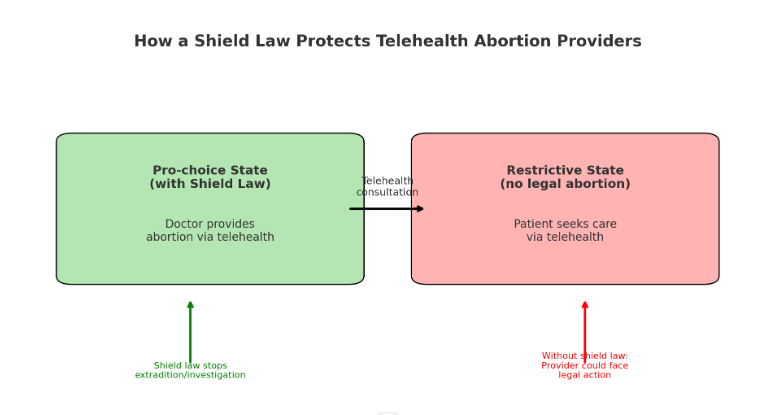 How a Shield Law Protects Telehealth Abortion Providers
Pro-choice State
(with Shield Law)
Doctor provides
abortion via telehealth
Telehealth
consultation
Restrictive State
(no legal abortion)
Patient seeks care
via telehealth
Shield law stops
extradition/investigation
Without shield law:
Provider could face
legal action